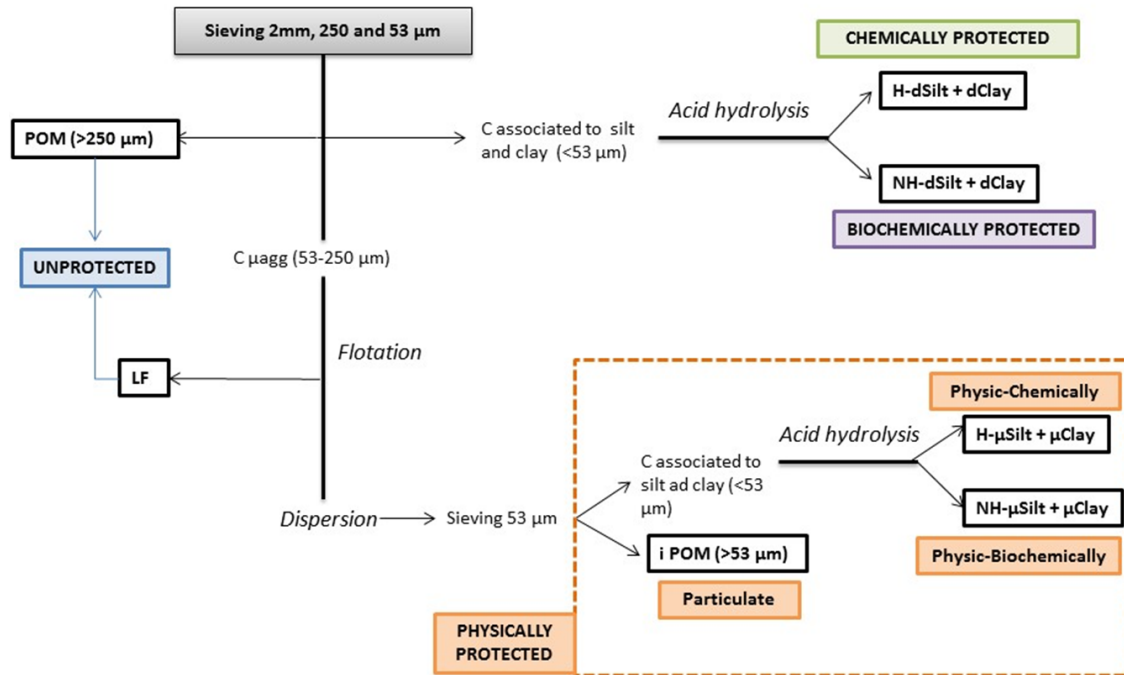 Sieving 2mm, 250 and 53 µm
CHEMICALLY PROTECTED
H-dSilt + dClay
Acid hydrolysis
POM (>250 µm)
C associated to silt
and clay (<53 µm)
NH-dSilt + dClay
BIOCHEMICALLY PROTECTED
C µagg (53-250 µm)
UNPROTECTED
Flotation
LF
Physic-Chemically
H-µSilt + µClay
Acid hydrolysis
C associated to
silt ad clay (<53
µm)
NH-µSilt + µClay
Dispersion
Sieving 53 µm
i POM (>53 µm)
Physic-Biochemically
Particulate
PHYSICALLY
PROTECTED